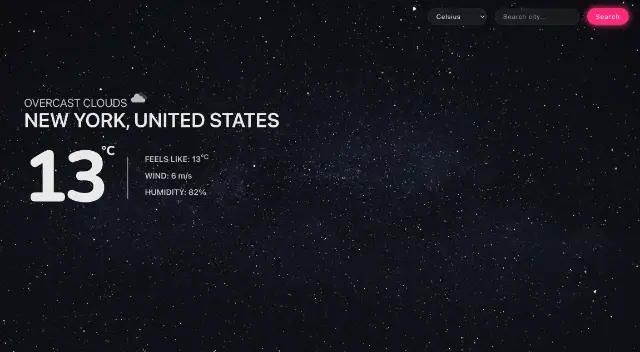 Celsius
Search city...
Search
OVERCAST CLOUDS
NEW YORK, UNITED STATES
13 °C
FEELS LIKE: 13°C
WIND: 6 m/s
HUMIDITY: 82%